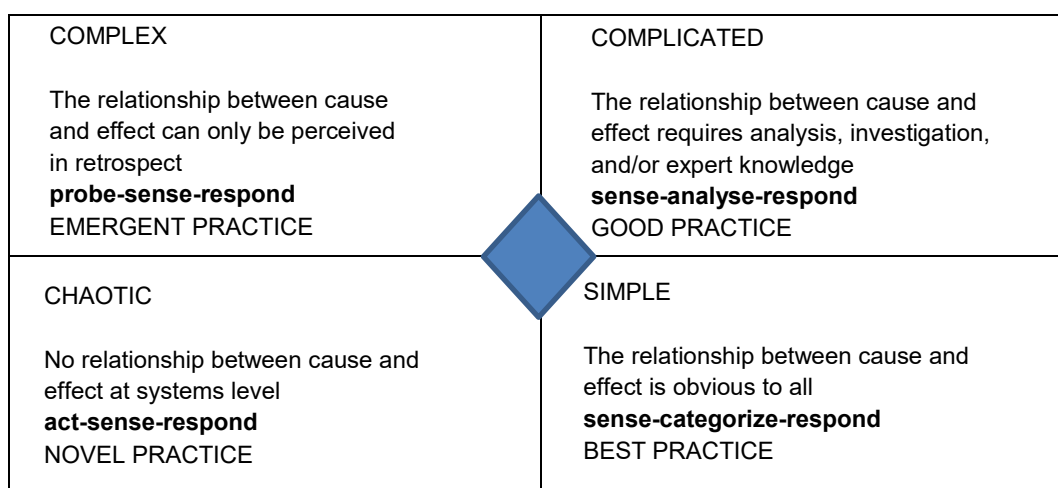 COMPLEX
The relationship between cause
and effect can only be perceived
in retrospect
probe-sense-respond
EMERGENT PRACTICE
COMPLICATED
The relationship between cause and
effect requires analysis, investigation,
and/or expert knowledge
sense-analyse-respond
GOOD PRACTICE
CHAOTIC
No relationship between cause and
effect at systems level
act-sense-respond
NOVEL PRACTICE
SIMPLE
The relationship between cause and
effect is obvious to all
sense-categorize-respond
BEST PRACTICE